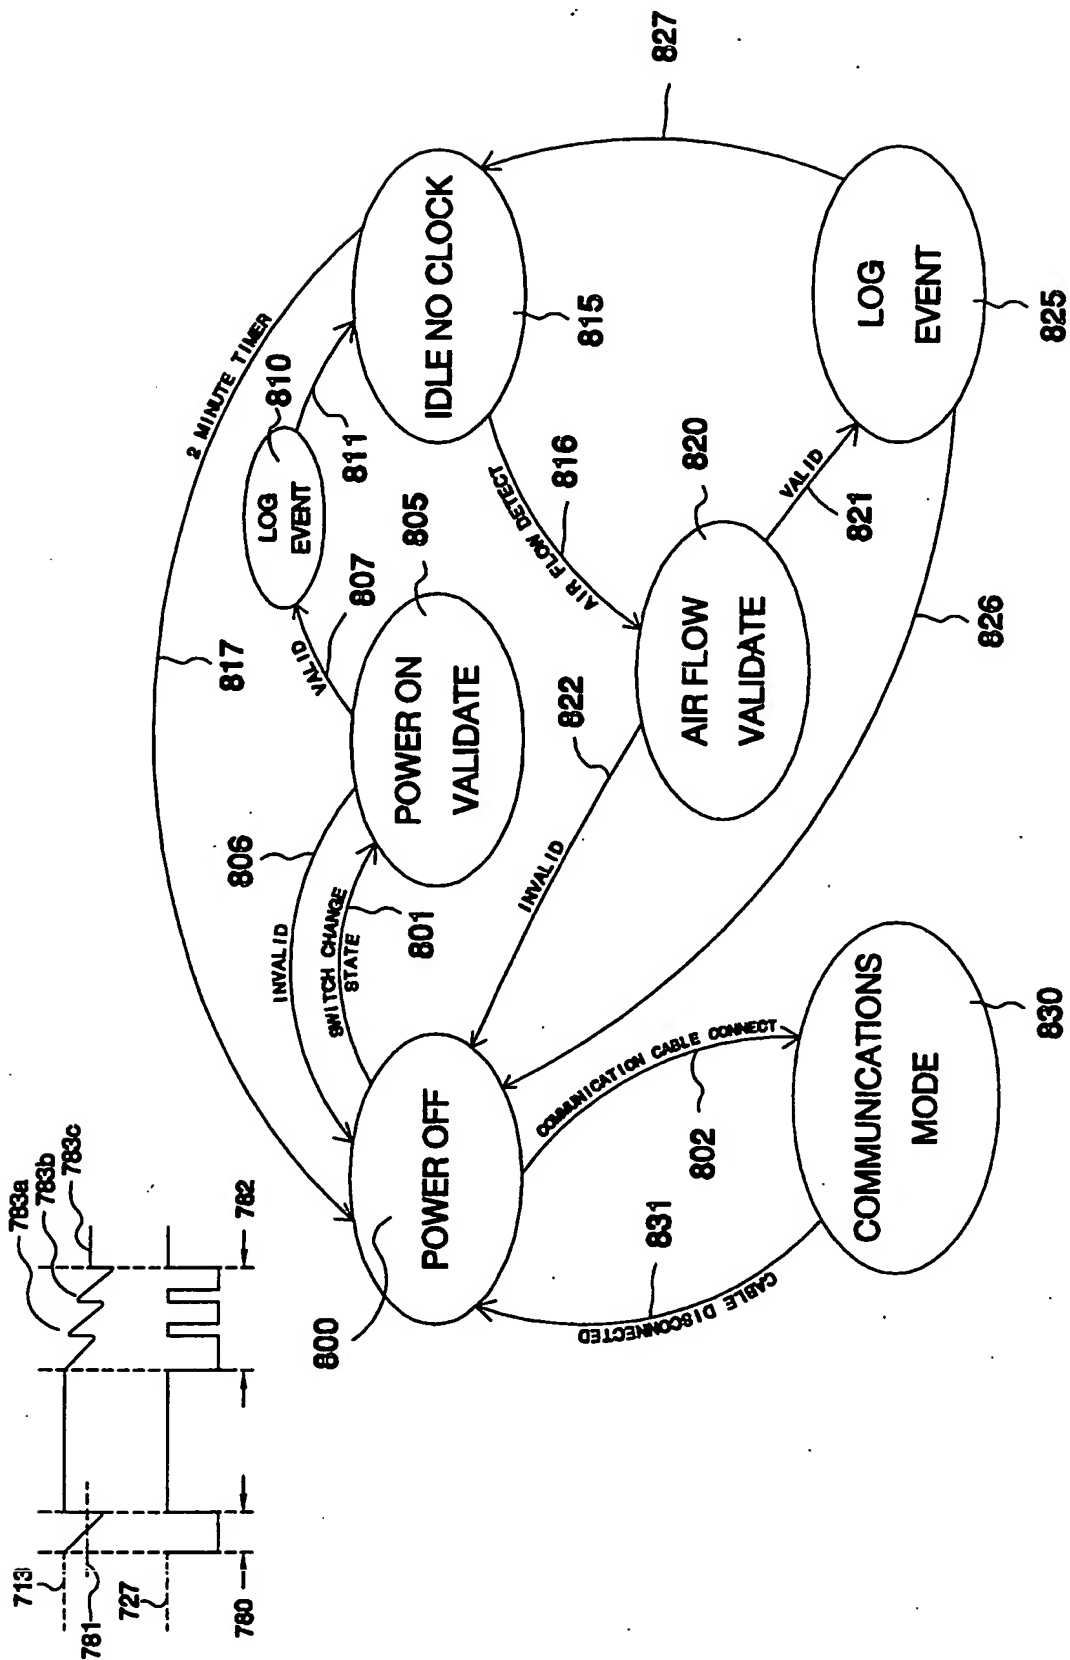 713
781
727
780
783a
783b
783c
782
2 MINUTE TIMER
817
LOG
EVENT
810
811
VALID
807
IDLE NO CLOCK
815
827
INVALID
806
SWITCH CHANGE
STATE
801
POWER ON
VALIDATE
805
AIR FLOW DETECT
816
POWER OFF
800
INVALID
822
AIR FLOW
VALIDATE
820
VALID
821
LOG
EVENT
825
826
COMMUNICATION CABLE CONNECT
802
CABLE DISCONNECTED
831
COMMUNICATIONS
MODE
830